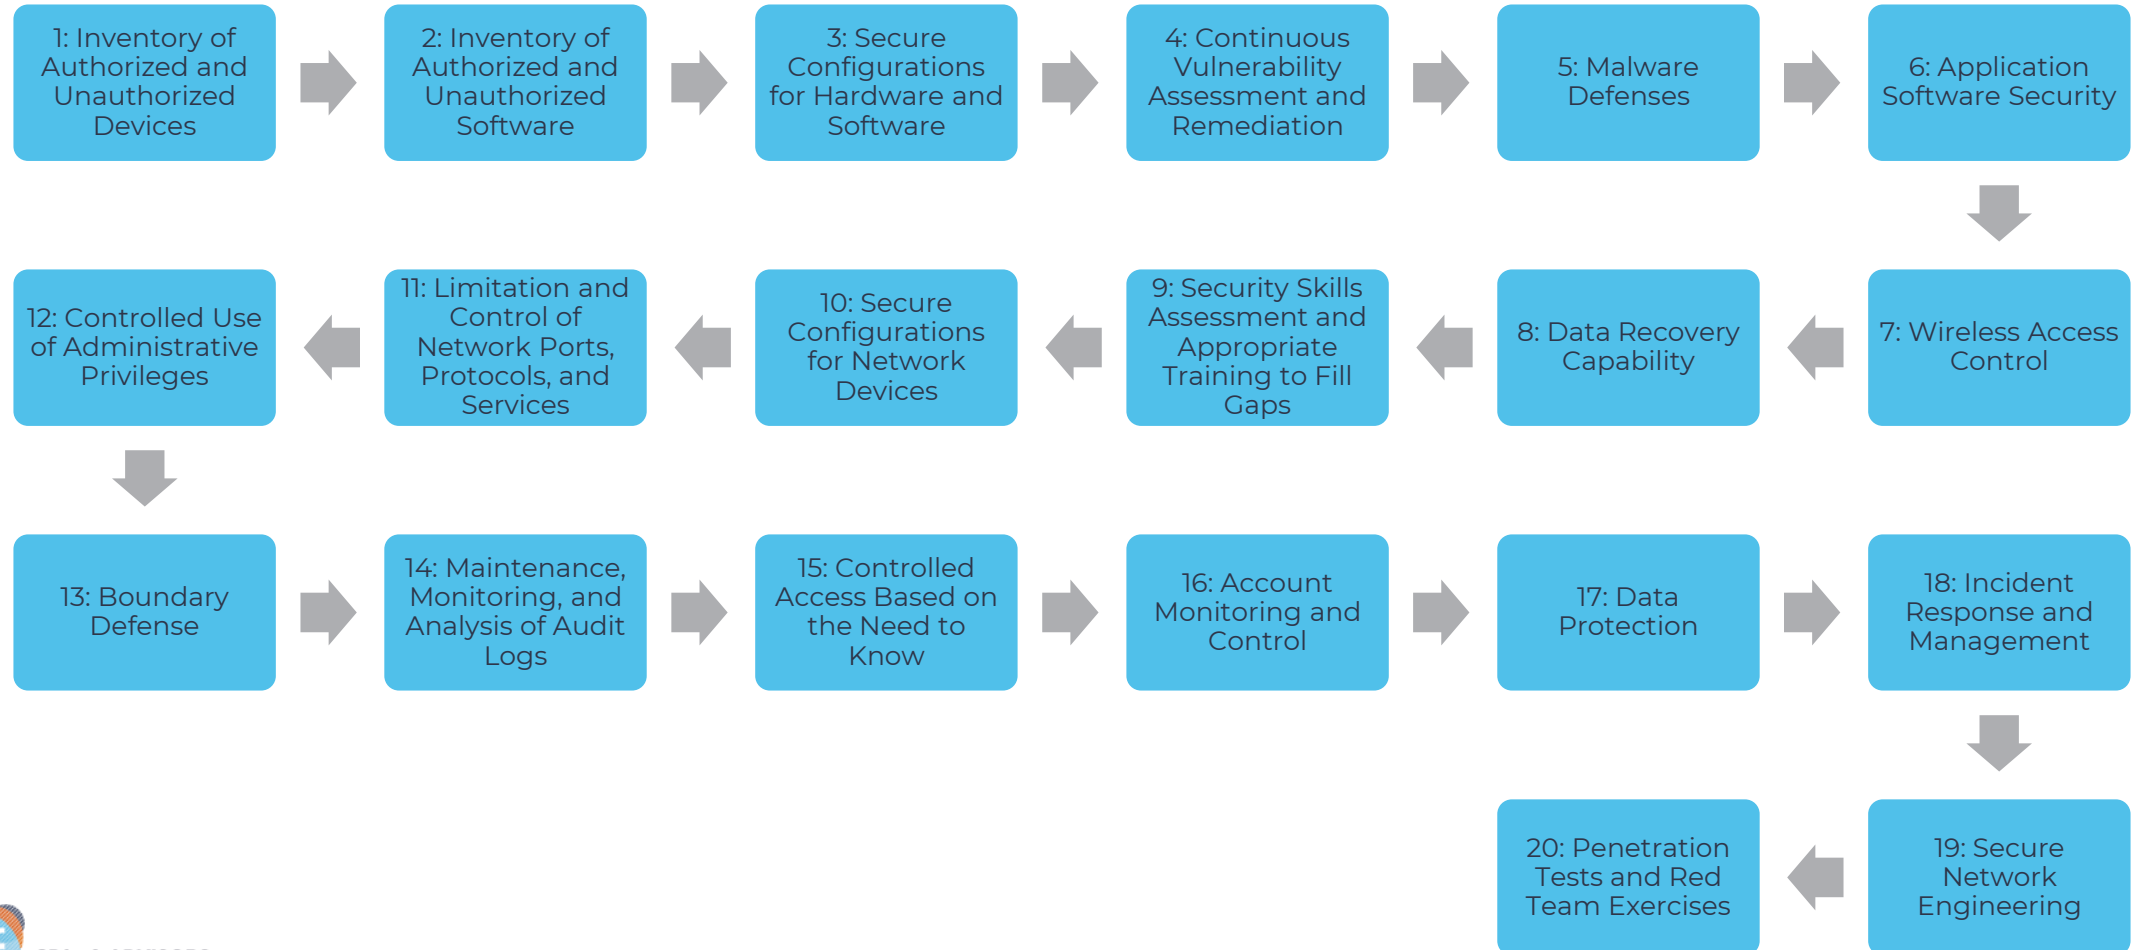 1: Inventory of
Authorized and
Unauthorized
Devices
2: Inventory of
Authorized and
Unauthorized
Software
3: Secure
Configurations
for Hardware and
Software
4: Continuous
Vulnerability
Assessment and
Remediation
5: Malware
Defenses
6: Application
Software Security
7: Wireless Access
Control
8: Data Recovery
Capability
9: Security Skills
Assessment and
Appropriate
Training to Fill
Gaps
10: Secure
Configurations
for Network
Devices
11: Limitation and
Control of
Network Ports,
Protocols, and
Services
12: Controlled Use
of Administrative
Privileges
13: Boundary
Defense
14: Maintenance,
Monitoring, and
Analysis of Audit
Logs
15: Controlled
Access Based on
the Need to
Know
16: Account
Monitoring and
Control
17: Data
Protection
18: Incident
Response and
Management
19: Secure
Network
Engineering
20: Penetration
Tests and Red
Team Exercises